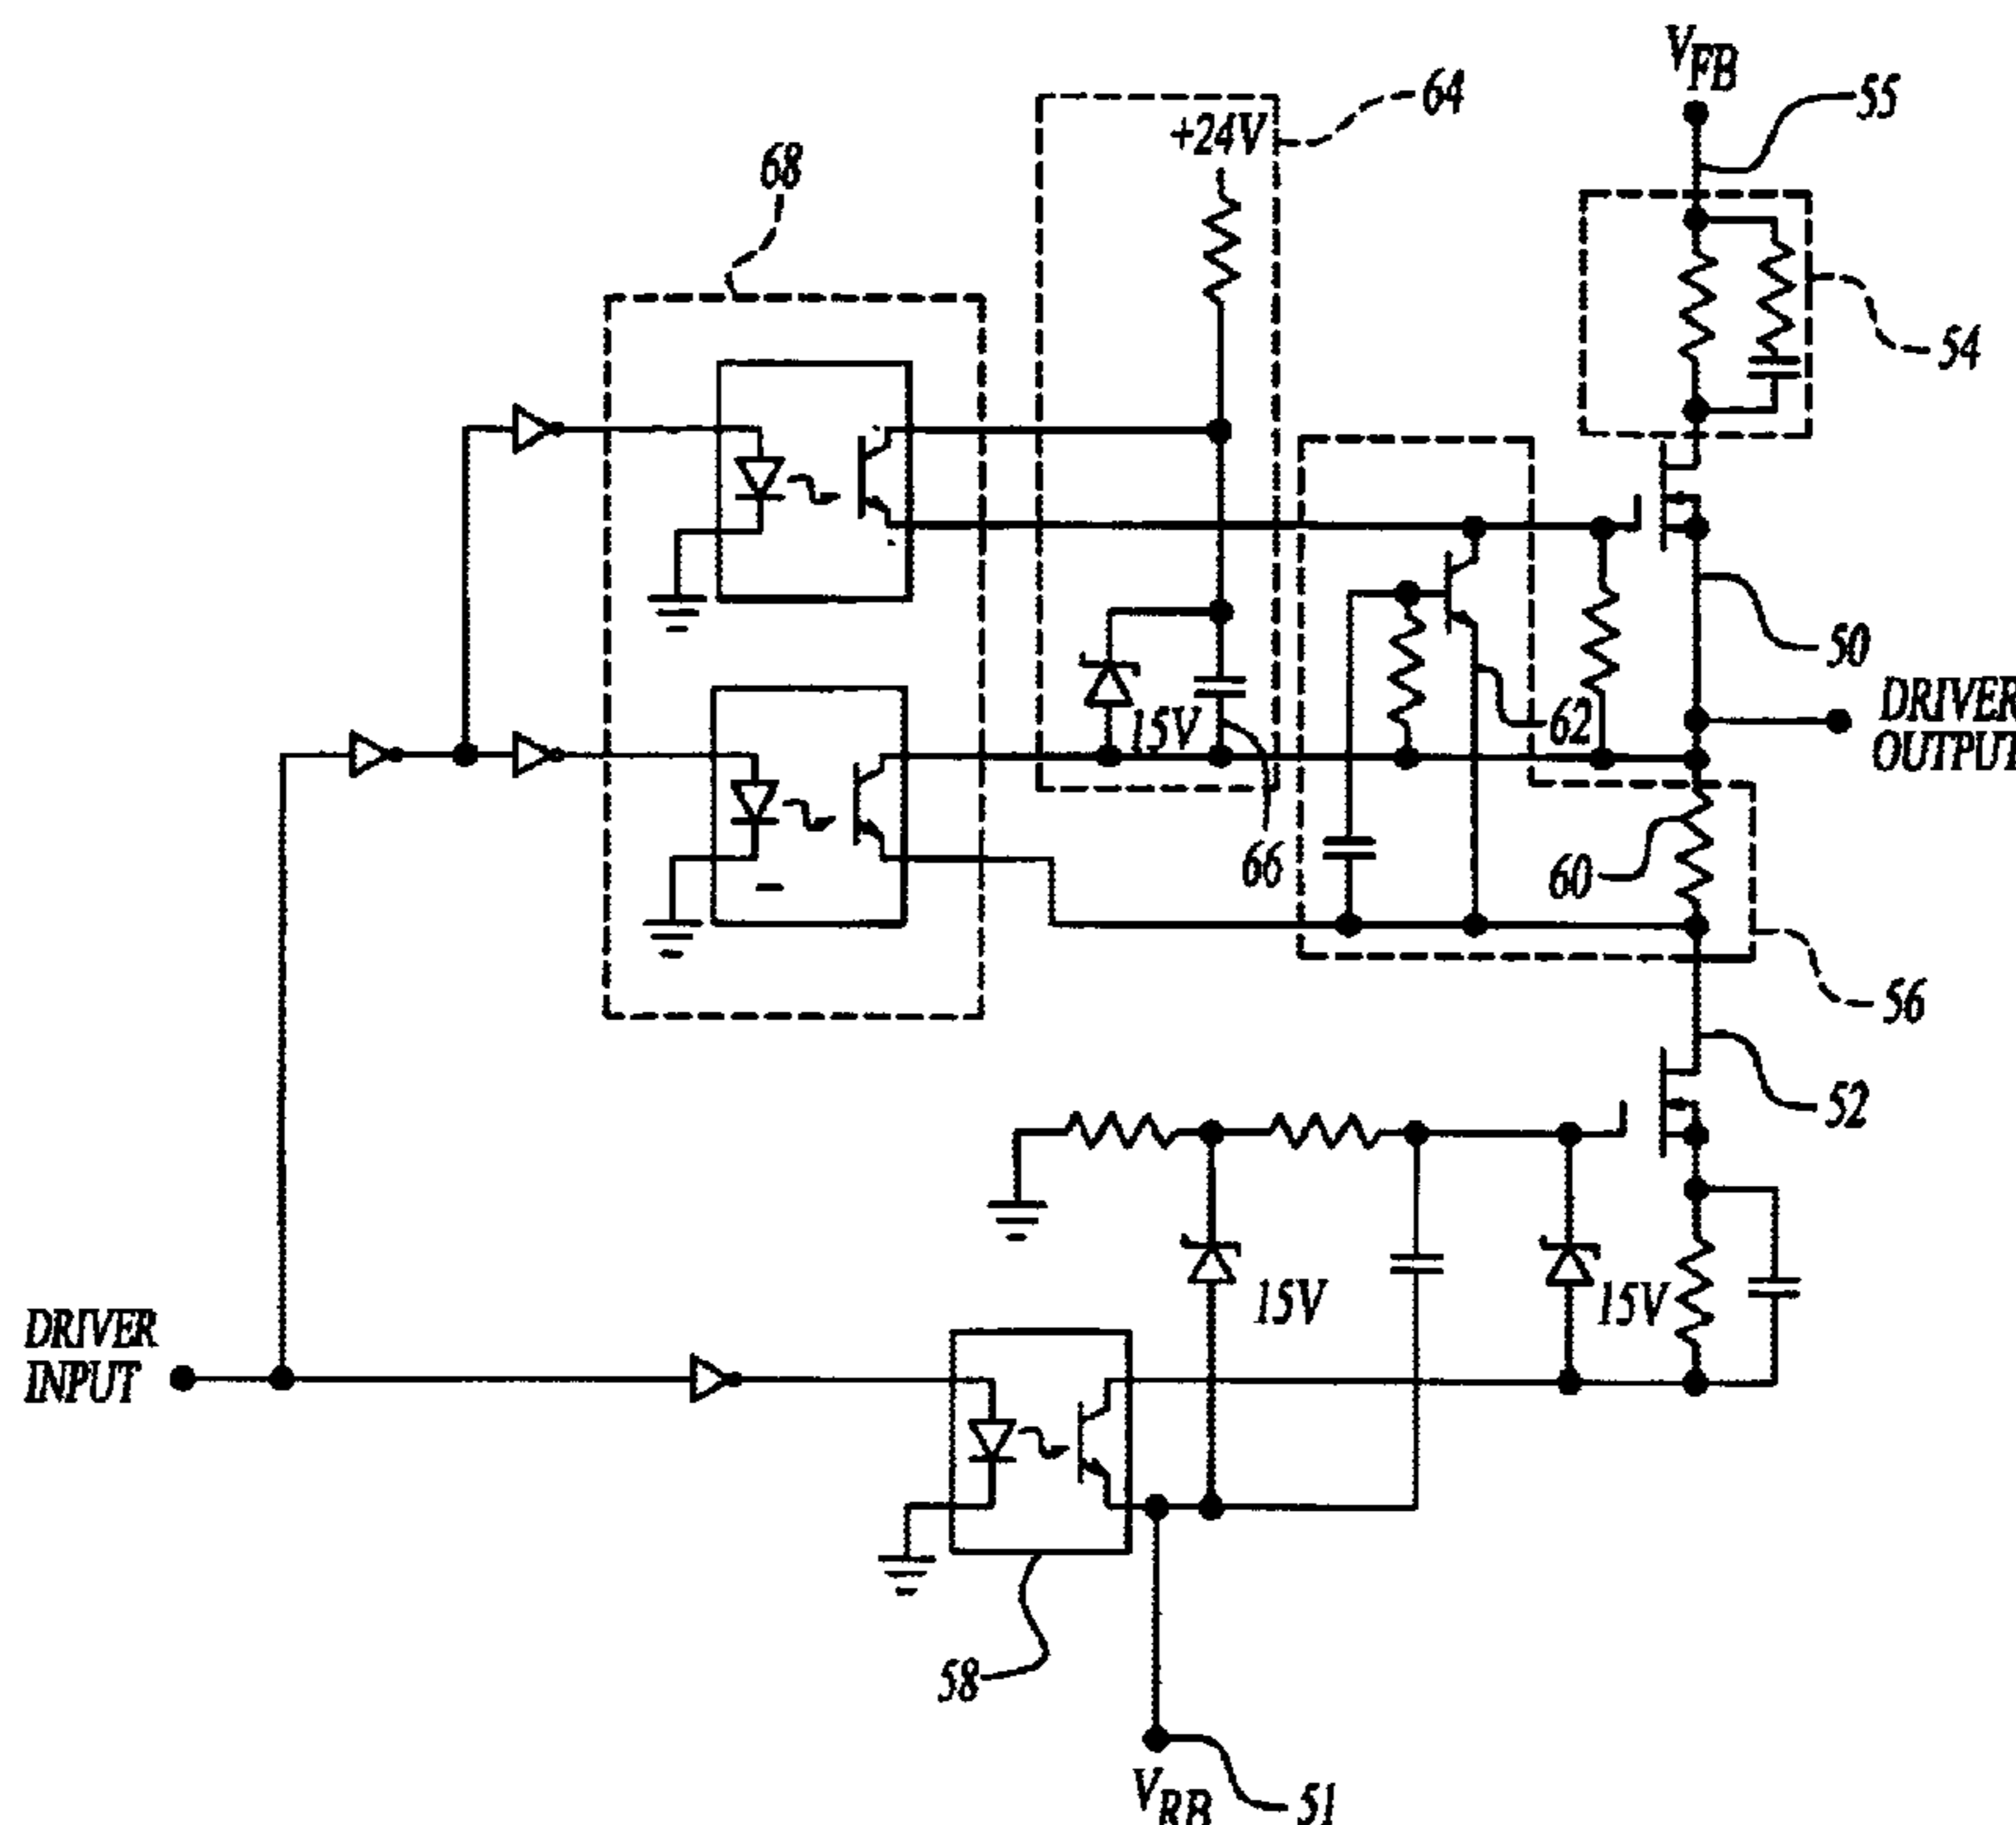 V_FB
55
64
+24V
68
54
50
DRIVER
OUTPUT
15V
62
66
60
56
52
15V
15V
DRIVER
INPUT
58
V_RB
51